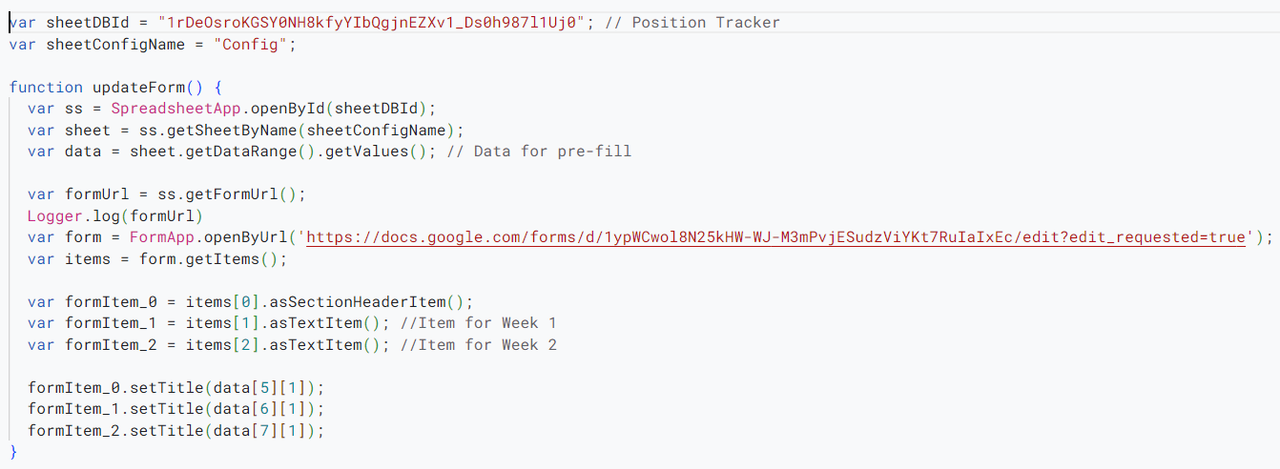 var sheetDBId = "1rDeOsroKGSY0NH8kfyYIbQgjnEZXv1_Ds0h987l1Uj0"; // Position Tracker
var sheetConfigName = "Config";
function updateForm() {
var ss = SpreadsheetApp.openById(sheetDBId);
var sheet = ss.getSheetByName(sheetConfigName);
var data = sheet.getDataRange().getValues(); // Data for pre-fill
var formUrl = ss.getFormUrl();
Logger.log(formUrl)
var form = FormApp.openByUrl('https://docs.google.com/forms/d/1ypWCwol8N25kHW-WJ-M3mPvjESudzViYKt7RuIaIxEc/edit?edit_requested=true');
var items = form.getItems();
var formItem_0 = items[0].asSectionHeaderItem();
var formItem_1 = items[1].asTextItem(); //Item for Week 1
var formItem_2 = items[2].asTextItem(); //Item for Week 2
formItem_0.setTitle(data[5][1]);
formItem_1.setTitle(data[6][1]);
formItem_2.setTitle(data[7][1]);
}